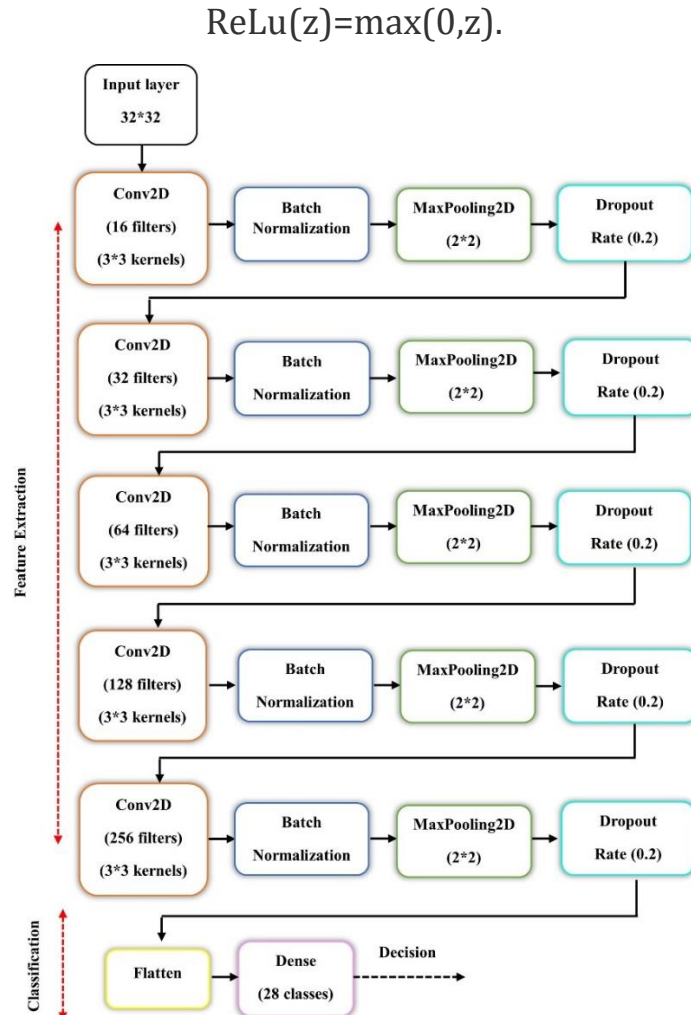 ReLu(z)=max(0,z).
Input layer
32*32
Conv2D
(16 filters)
(3*3 kernels)
Batch
Normalization
MaxPooling2D
(2*2)
Dropout
Rate (0.2)
Conv2D
(32 filters)
(3*3 kernels)
Batch
Normalization
MaxPooling2D
(2*2)
Dropout
Rate (0.2)
Conv2D
(64 filters)
(3*3 kernels)
Batch
Normalization
MaxPooling2D
(2*2)
Dropout
Rate (0.2)
Conv2D
(128 filters)
(3*3 kernels)
Batch
Normalization
MaxPooling2D
(2*2)
Dropout
Rate (0.2)
Conv2D
(256 filters)
(3*3 kernels)
Batch
Normalization
MaxPooling2D
(2*2)
Dropout
Rate (0.2)
Feature Extraction
Flatten
Dense
(28 classes)
Decision
Classification